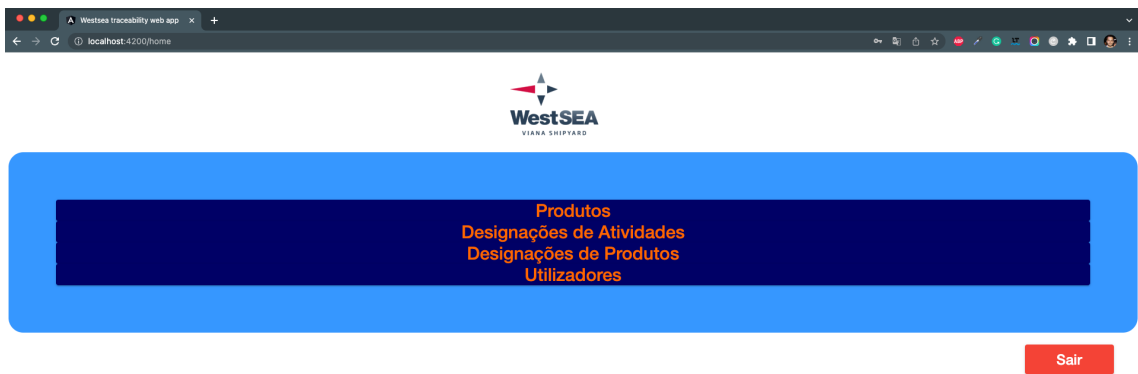 Westsea traceability web app
localhost:4200/home
WestSEA
VIANA SHIPYARD
Produtos
Designações de Atividades
Designações de Produtos
Utilizadores
Sair